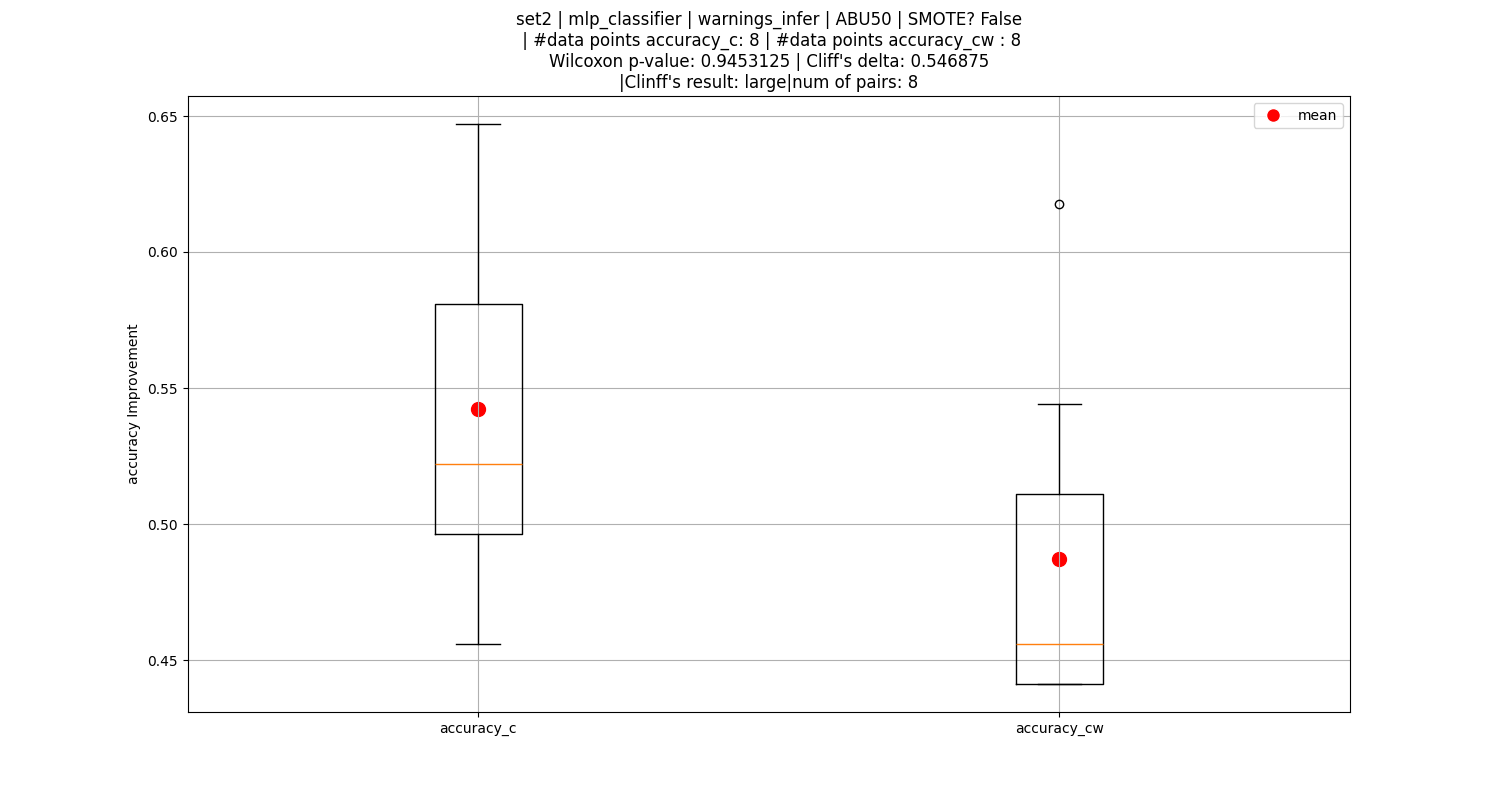 set2 | mlp_classifier | warnings_infer | ABU50 | SMOTE? False
| #data points accuracy_c: 8 | #data points accuracy_cw : 8
Wilcoxon p-value: 0.9453125 | Cliff's delta: 0.546875
|Clinff's result: large|num of pairs: 8
mean
0.65
0.60
0.55
0.50
0.45
accuracy Improvement
accuracy_c
accuracy_cw